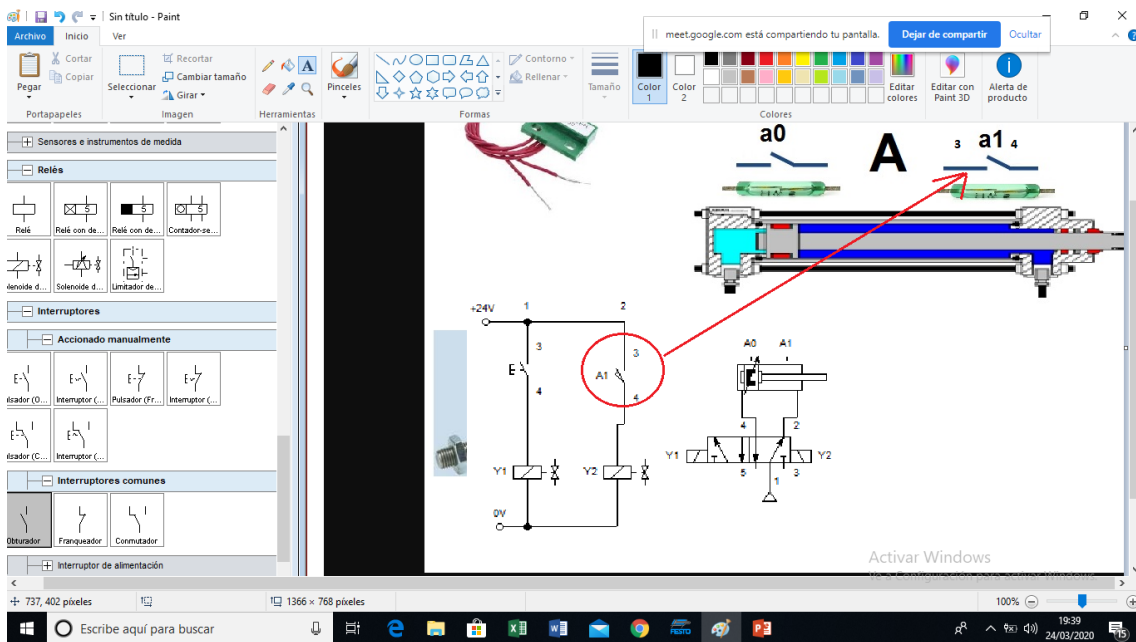 Sin título - Paint
meet.google.com está compartiendo tu pantalla.
Dejar de compartir
Ocultar
Archivo
Inicio
Ver
Pegar
Cortar
Copiar
Portapapeles
Seleccionar
Recortar
Cambiar tamaño
Girar
Imagen
A
Herramientas
Pinceles
Contorno
Rellenar
Formas
Tamaño
Color
1
Color
2
Editar
colores
Colores
Editar con
Paint 3D
Alerta de
producto
Sensores e instrumentos de medida
Relés
Relé
Relé con de...
Relé con de...
Contador-se...
Solenoide d...
Limitador de...
Interruptores
Accionado manualmente
Interruptor (...
Pulsador (Fr...
Interruptor (...
Interruptor (...
Interruptores comunes
Obturador
Franqueador
Conmutador
Interruptor de alimentación
a0
A
3 a1 4
+24V
1
2
3
4
Y1
0V
3
A1
4
Y2
A0
A1
4
2
Y1
5
1
3
Y2
Activar Windows
Ve a Configuración para activar Windows.
737, 402 píxeles
1366 × 768 píxeles
100%
Escribe aquí para buscar
FESTO
19:39
24/03/2020